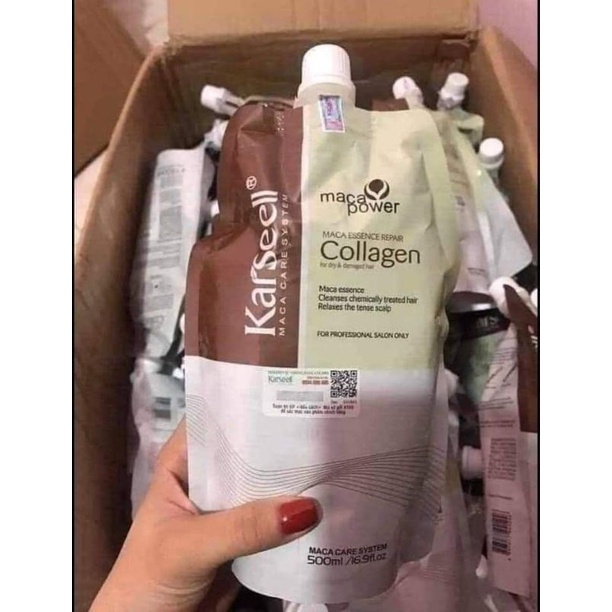 Karseell®
MACA CARE SYSTEM
maca
power
MACA ESSENCE REPAIR
Collagen
for dry & damaged hair
Maca essence
Cleanses chemically treated hair
Relaxes the tense scalp
FOR PROFESSIONAL SALON ONLY
Karseell
MACA CARE SYSTEM
500ml /16.9fl.oz